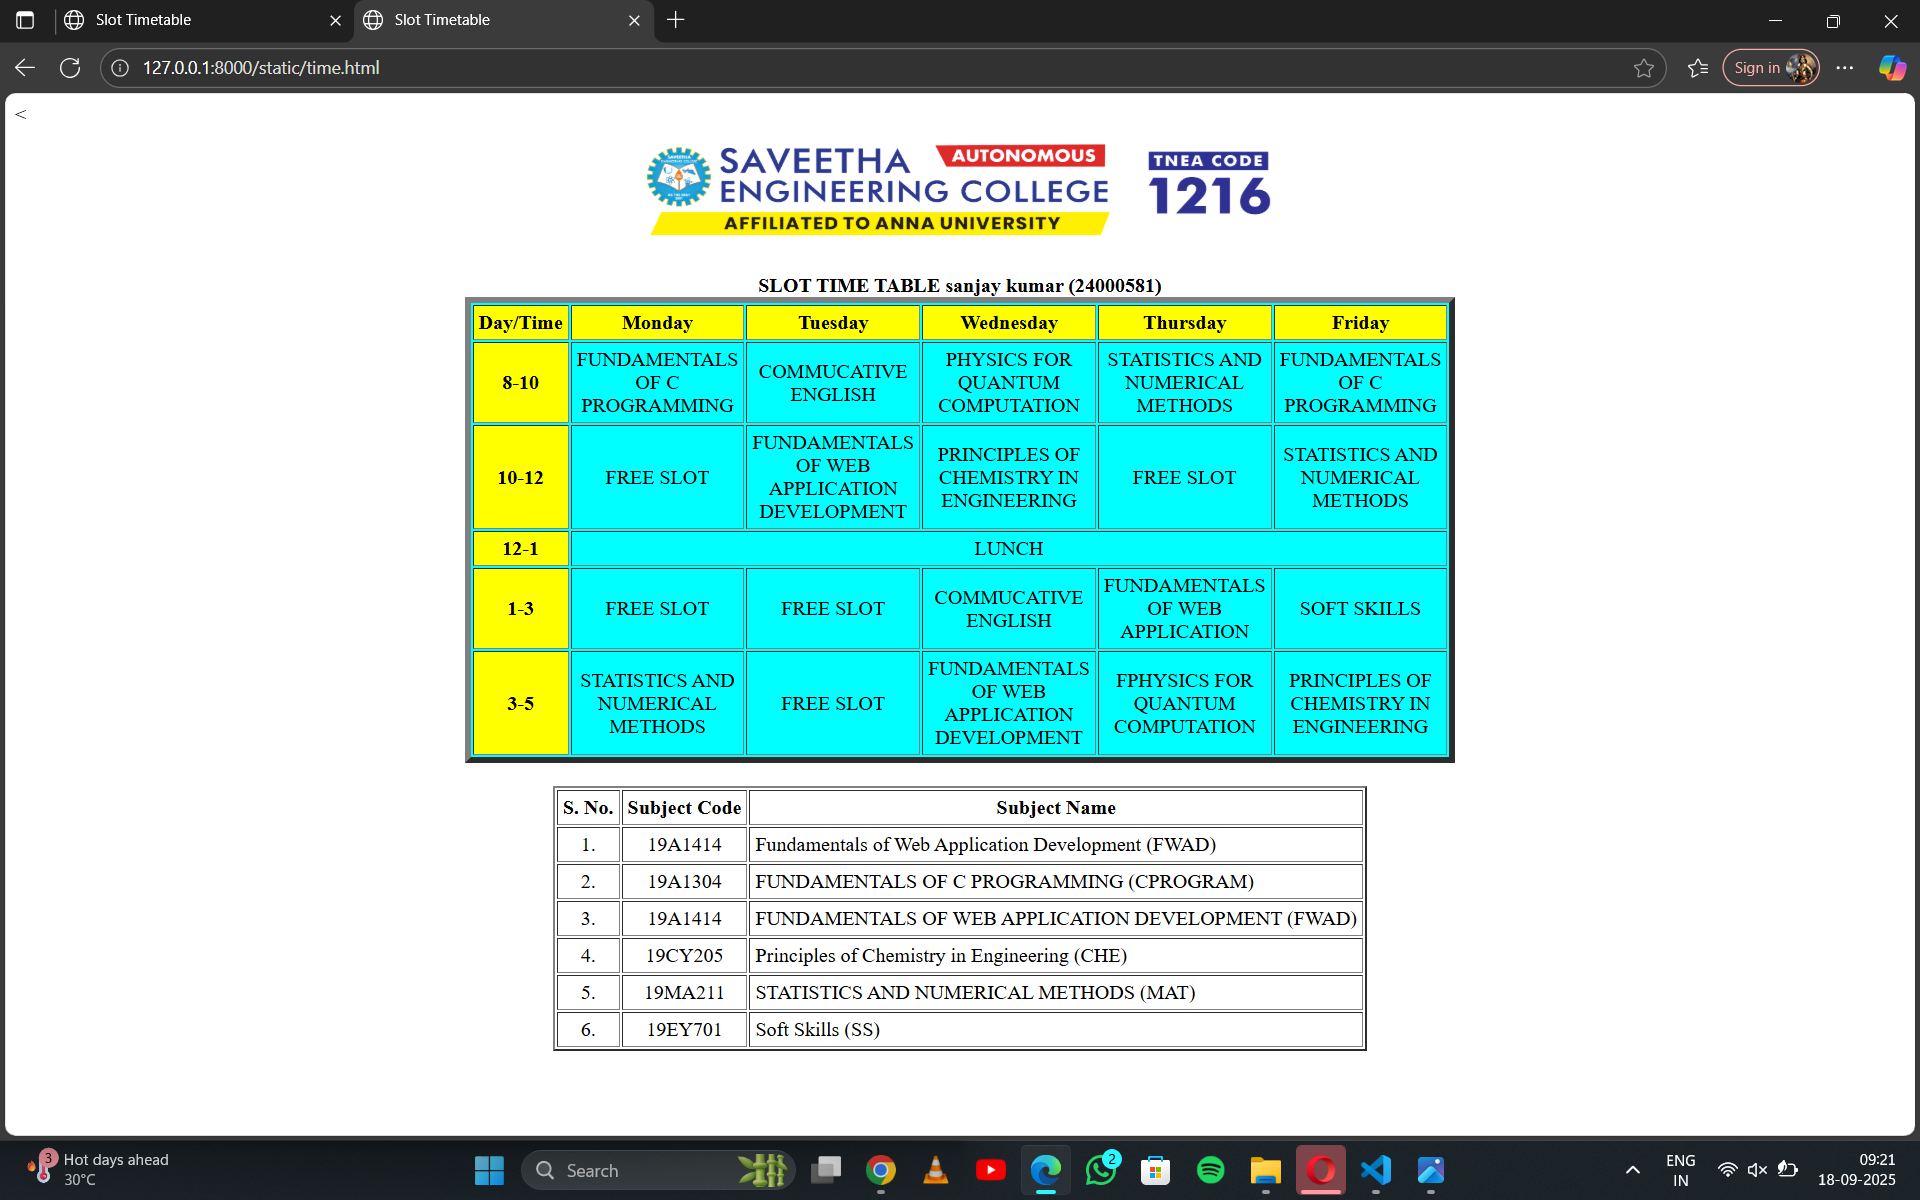 Slot Timetable
Slot Timetable
127.0.0.1:8000/static/time.html
Sign in
<
SAVEETHA AUTONOMOUS
ENGINEERING COLLEGE
AFFILIATED TO ANNA UNIVERSITY
TNEA CODE
1216
SLOT TIME TABLE sanjay kumar (24000581)
Day/Time Monday Tuesday Wednesday Thursday Friday
8-10 FUNDAMENTALS OF C PROGRAMMING COMMUCATIVE ENGLISH PHYSICS FOR QUANTUM COMPUTATION STATISTICS AND NUMERICAL METHODS FUNDAMENTALS OF C PROGRAMMING
10-12 FREE SLOT FUNDAMENTALS OF WEB APPLICATION DEVELOPMENT PRINCIPLES OF CHEMISTRY IN ENGINEERING FREE SLOT STATISTICS AND NUMERICAL METHODS
12-1 LUNCH
1-3 FREE SLOT FREE SLOT COMMUCATIVE ENGLISH FUNDAMENTALS OF WEB APPLICATION SOFT SKILLS
3-5 STATISTICS AND NUMERICAL METHODS FREE SLOT FUNDAMENTALS OF WEB APPLICATION DEVELOPMENT FPHYSICS FOR QUANTUM COMPUTATION PRINCIPLES OF CHEMISTRY IN ENGINEERING
S. No. Subject Code Subject Name
1. 19A1414 Fundamentals of Web Application Development (FWAD)
2. 19A1304 FUNDAMENTALS OF C PROGRAMMING (CPROGRAM)
3. 19A1414 FUNDAMENTALS OF WEB APPLICATION DEVELOPMENT (FWAD)
4. 19CY205 Principles of Chemistry in Engineering (CHE)
5. 19MA211 STATISTICS AND NUMERICAL METHODS (MAT)
6. 19EY701 Soft Skills (SS)
3
Hot days ahead
30°C
Search
2
ENG
IN
09:21
18-09-2025